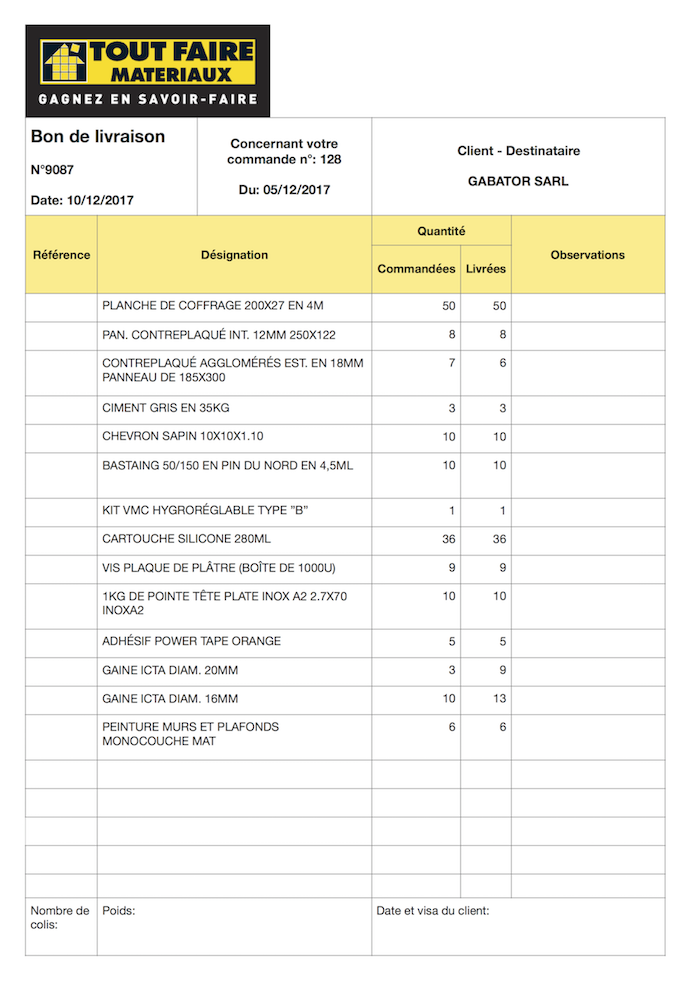 TOUT FAIRE
MATERIAUX
GAGNEZ EN SAVOIR-FAIRE
Bon de livraison
N°9087
Date: 10/12/2017
Concernant votre
commande n°: 128
Du: 05/12/2017
Client - Destinataire
GABATOR SARL
Référence
Désignation
Quantité
Commandées
Livrées
Observations
PLANCHE DE COFFRAGE 200X27 EN 4M 50 50
PAN. CONTREPLAQUÉ INT. 12MM 250X122 8 8
CONTREPLAQUÉ AGGLOMÉRÉS EST. EN 18MM 7 6
PANNEAU DE 185X300
CIMENT GRIS EN 35KG 3 3
CHEVRON SAPIN 10X10X1.10 10 10
BASTAING 50/150 EN PIN DU NORD EN 4,5ML 10 10
KIT VMC HYGRORÉGLABLE TYPE ”B” 1 1
CARTOUCHE SILICONE 280ML 36 36
VIS PLAQUE DE PLÂTRE (BOÎTE DE 1000U) 9 9
1KG DE POINTE TÊTE PLATE INOX A2 2.7X70 10 10
INOXA2
ADHÉSIF POWER TAPE ORANGE 5 5
GAINE ICTA DIAM. 20MM 3 9
GAINE ICTA DIAM. 16MM 10 13
PEINTURE MURS ET PLAFONDS 6 6
MONOCOUCHE MAT
Nombre de
colis:
Poids:
Date et visa du client: